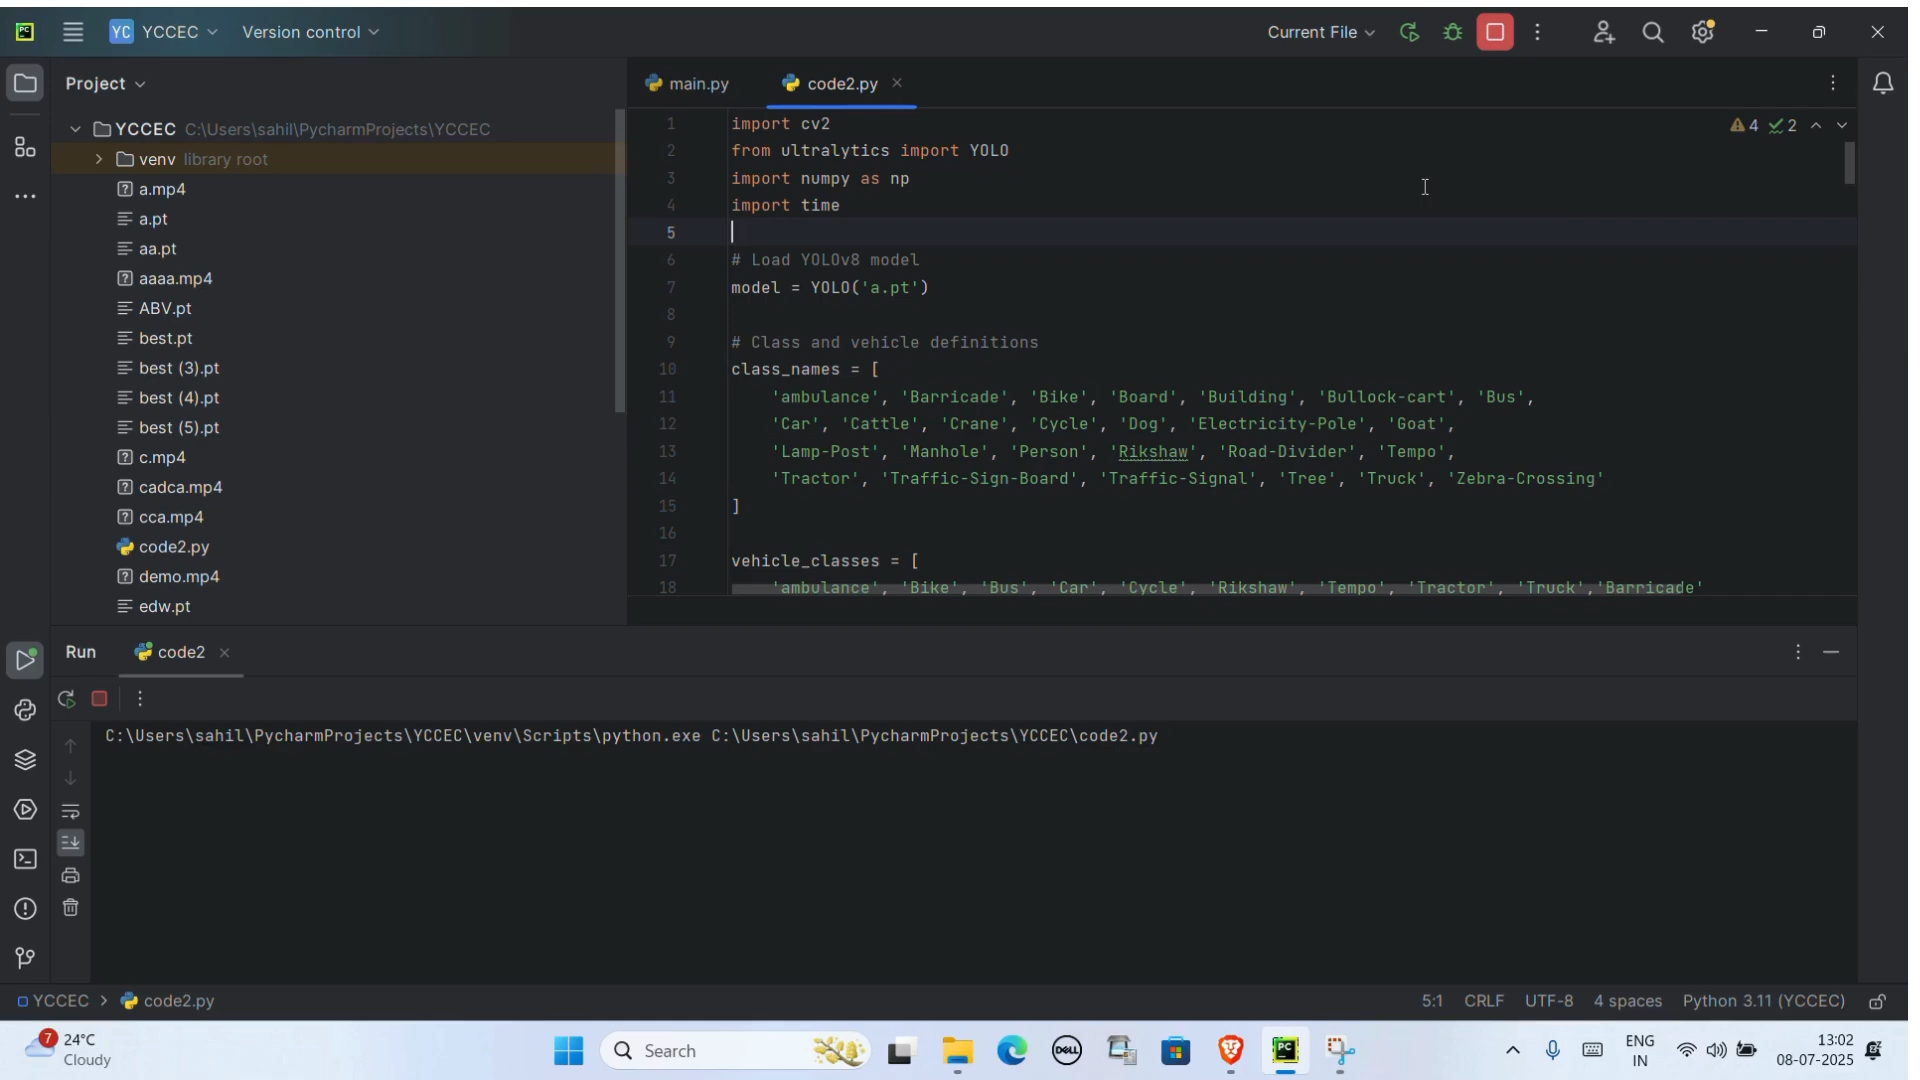 YC YCCEC Version control Current File
Project
main.py code2.py
YCCEC C:\Users\sahil\PycharmProjects\YCCEC
venv library root
a.mp4
a.pt
aa.pt
aaaa.mp4
ABV.pt
best.pt
best (3).pt
best (4).pt
best (5).pt
c.mp4
cadca.mp4
cca.mp4
code2.py
demo.mp4
edw.pt
4 2
1 import cv2
2 from ultralytics import YOLO
3 import numpy as np
4 import time
5
6 # Load YOLOv8 model
7 model = YOLO('a.pt')
8
9 # Class and vehicle definitions
10 class_names = [
11 'ambulance', 'Barricade', 'Bike', 'Board', 'Building', 'Bullock-cart', 'Bus',
12 'Car', 'Cattle', 'Crane', 'Cycle', 'Dog', 'Electricity-Pole', 'Goat',
13 'Lamp-Post', 'Manhole', 'Person', 'Rikshaw', 'Road-Divider', 'Tempo',
14 'Tractor', 'Traffic-Sign-Board', 'Traffic-Signal', 'Tree', 'Truck', 'Zebra-Crossing'
15 ]
16
17 vehicle_classes = [
18 'ambulance', 'Bike', 'Bus', 'Car', 'Cycle', 'Rikshaw', 'Tempo', 'Tractor', 'Truck','Barricade'
Run code2
C:\Users\sahil\PycharmProjects\YCCEC\venv\Scripts\python.exe C:\Users\sahil\PycharmProjects\YCCEC\code2.py
YCCEC > code2.py 5:1 CRLF UTF-8 4 spaces Python 3.11 (YCCEC)
7 24°C
Cloudy
Search
DELL
PC
ENG
IN
13:02
08-07-2025